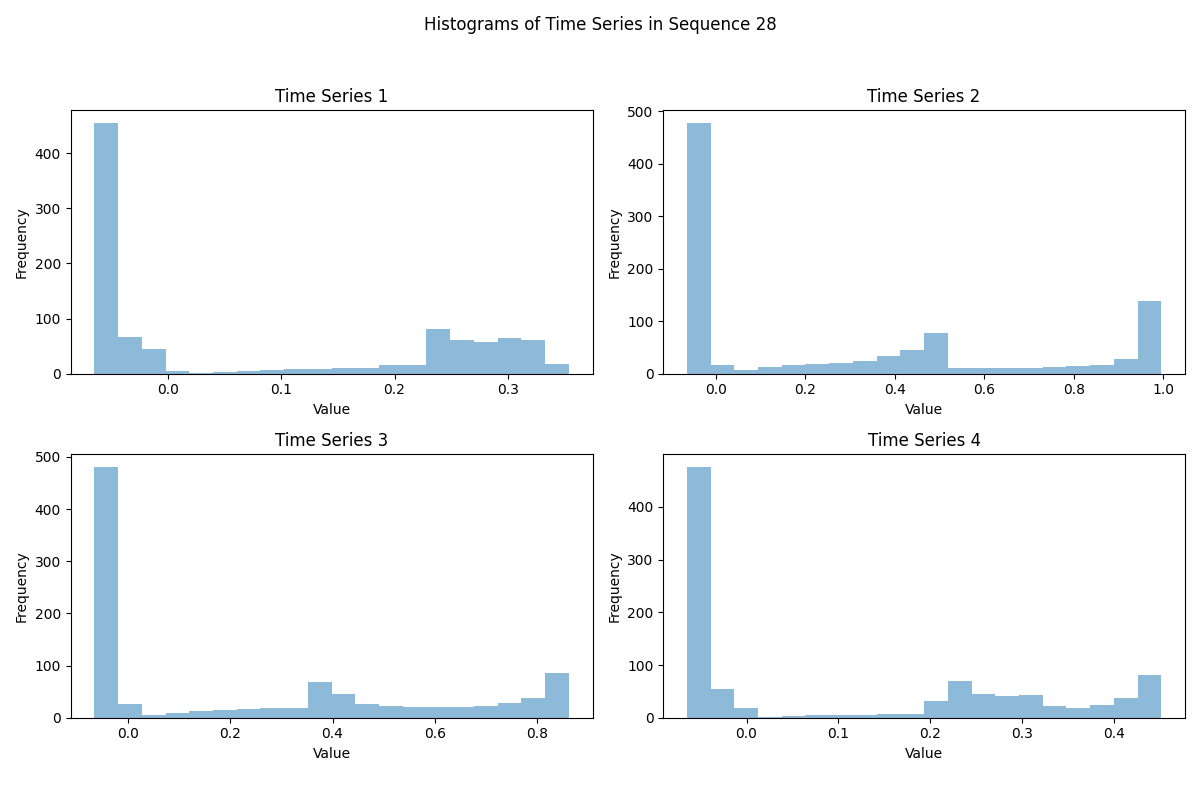 Histograms of Time Series in Sequence 28
Time Series 1
Frequency
400
300
200
100
0
0.0 0.1 0.2 0.3
Value
Time Series 2
Frequency
500
400
300
200
100
0
0.0 0.2 0.4 0.6 0.8 1.0
Value
Time Series 3
Frequency
500
400
300
200
100
0
0.0 0.2 0.4 0.6 0.8
Value
Time Series 4
Frequency
400
300
200
100
0
0.0 0.1 0.2 0.3 0.4
Value